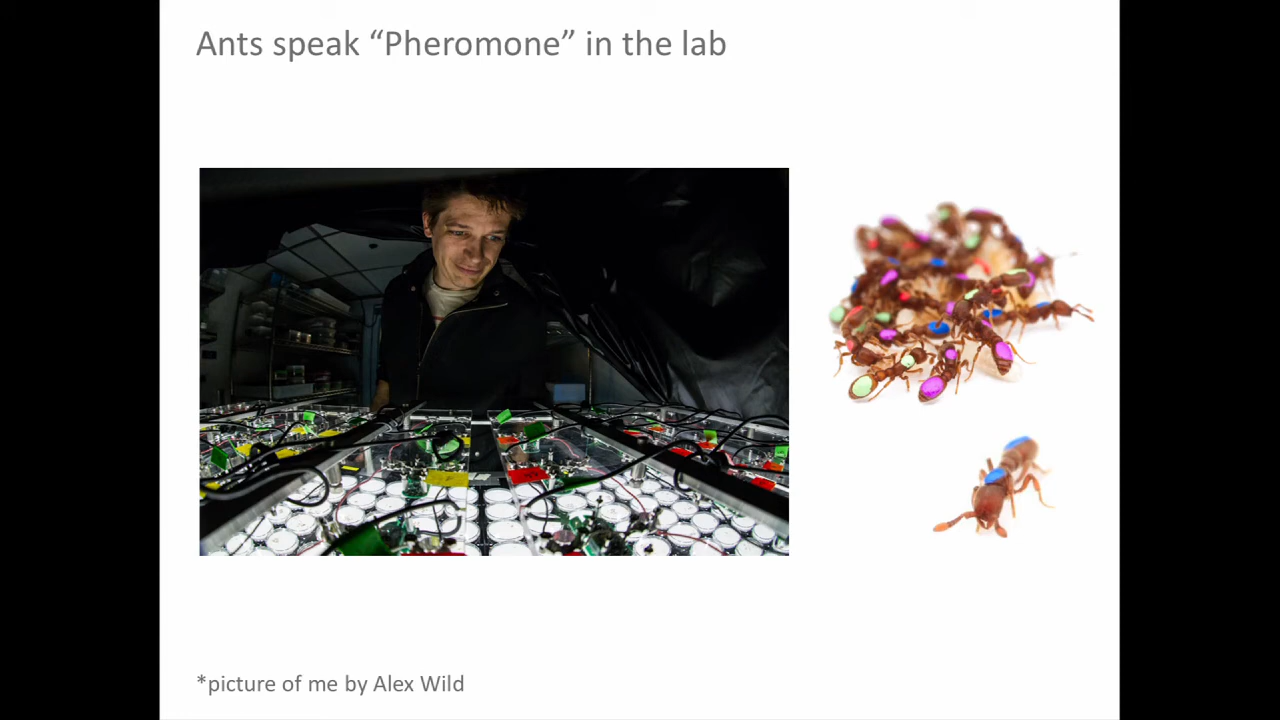 Ants speak “Pheromone” in the lab
*picture of me by Alex Wild